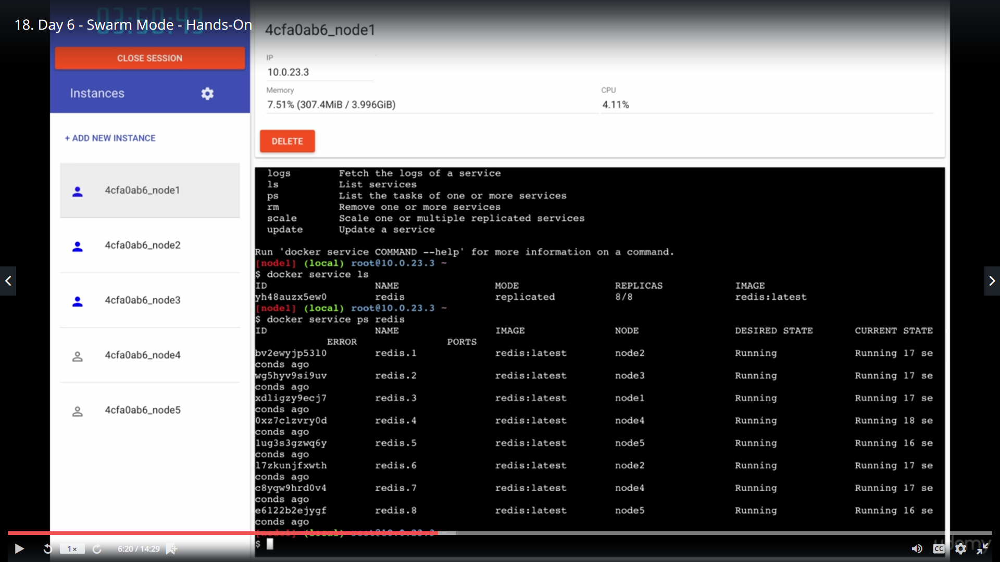 18. Day 6 - Swarm Mode - Hands-On
03:50:43
CLOSE SESSION
Instances
+ ADD NEW INSTANCE
4cfa0ab6_node1
4cfa0ab6_node2
4cfa0ab6_node3
4cfa0ab6_node4
4cfa0ab6_node5
4cfa0ab6_node1
IP
10.0.23.3
Memory
7.51% (307.4MiB / 3.996GiB)
CPU
4.11%
DELETE
logs Fetch the logs of a service
ls List services
ps List the tasks of one or more services
rm Remove one or more services
scale Scale one or multiple replicated services
update Update a service
Run 'docker service COMMAND --help' for more information on a command.
[node1] (local) root@10.0.23.3 ~
$ docker service ls
ID NAME MODE REPLICAS IMAGE
yh48auzx5ew0 redis replicated 8/8 redis:latest
[node1] (local) root@10.0.23.3 ~
$ docker service ps redis
ID NAME IMAGE NODE DESIRED STATE CURRENT STATE
ERROR PORTS
bv2ewyjp53l0 redis.1 redis:latest node2 Running Running 17 se
conds ago
wg5hyv9si9uv redis.2 redis:latest node3 Running Running 17 se
conds ago
xdligzy9ecj7 redis.3 redis:latest node1 Running Running 17 se
conds ago
0xz7clzvry0d redis.4 redis:latest node4 Running Running 18 se
conds ago
lug3s3gzwq6y redis.5 redis:latest node5 Running Running 16 se
conds ago
l7zkunjfxwth redis.6 redis:latest node2 Running Running 17 se
conds ago
c8yqw9hrd0v4 redis.7 redis:latest node4 Running Running 17 se
conds ago
e6122b2ejygf redis.8 redis:latest node5 Running Running 16 se
conds ago
[node1] (local) root@10.0.23.3 ~
$
1×
6:20 / 14:29
CC
udemy